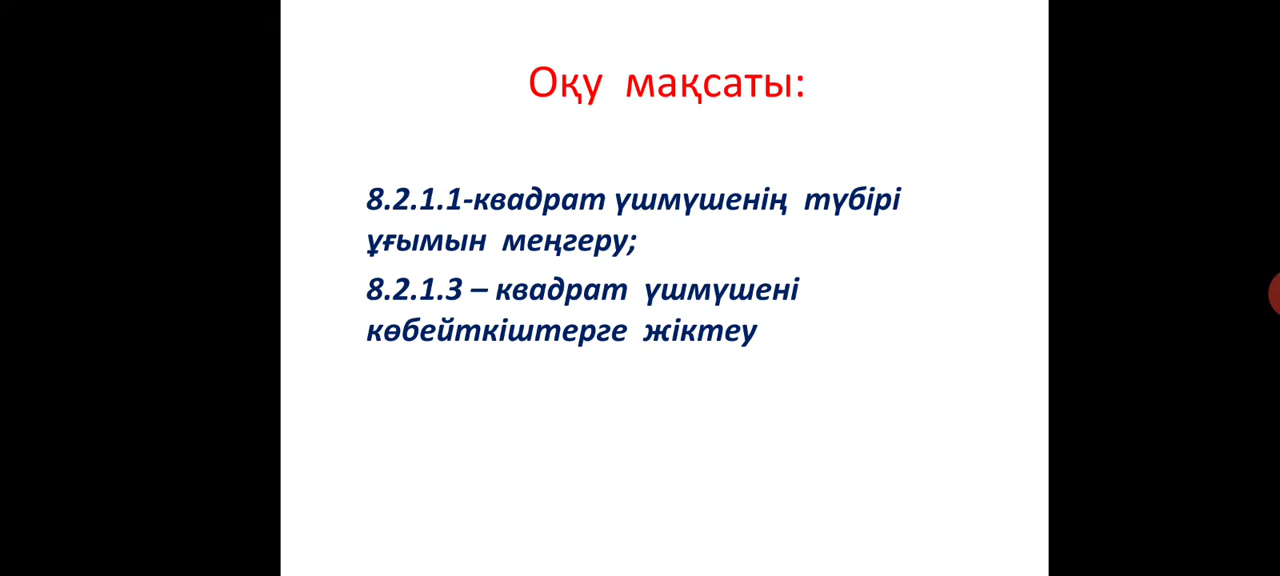 Оқу мақсаты:
8.2.1.1-квадрат үшмүшенің түбірі
ұғымын меңгеру;
8.2.1.3 – квадрат үшмүшені
көбейткіштерге жіктеу